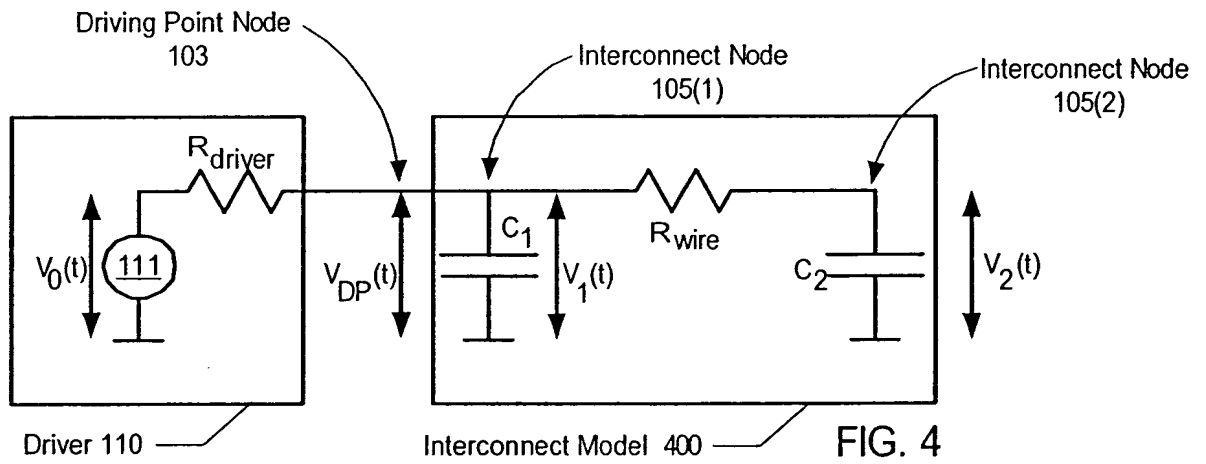 Driving Point Node
103
Interconnect Node
105(1)
Interconnect Node
105(2)
R_driver
V_0(t)
111
V_DP(t)
C_1
V_1(t)
R_wire
C_2
V_2(t)
Driver 110
Interconnect Model 400
FIG. 4